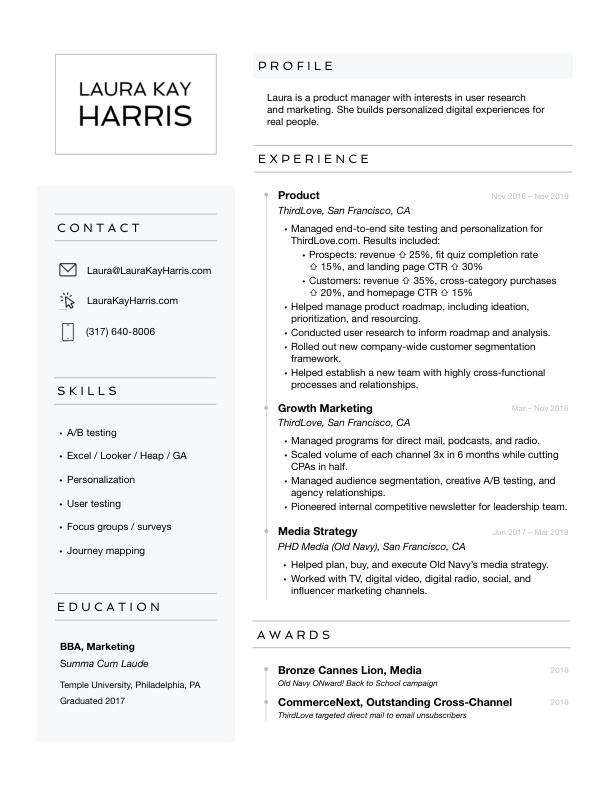 LAURA KAY
HARRIS
CONTACT
Laura@LauraKayHarris.com
LauraKayHarris.com
(317) 640-8006
SKILLS
• A/B testing
• Excel / Looker / Heap / GA
• Personalization
• User testing
• Focus groups / surveys
• Journey mapping
EDUCATION
BBA, Marketing
Summa Cum Laude
Temple University, Philadelphia, PA
Graduated 2017
PROFILE
Laura is a product manager with interests in user research
and marketing. She builds personalized digital experiences for
real people.
EXPERIENCE
Product Nov 2018 – Nov 2019
ThirdLove, San Francisco, CA
• Managed end-to-end site testing and personalization for
ThirdLove.com. Results included:
• Prospects: revenue ⇧ 25%, fit quiz completion rate
⇧ 15%, and landing page CTR ⇧ 30%
• Customers: revenue ⇧ 35%, cross-category purchases
⇧ 20%, and homepage CTR ⇧ 15%
• Helped manage product roadmap, including ideation,
prioritization, and resourcing.
• Conducted user research to inform roadmap and analysis.
• Rolled out new company-wide customer segmentation
framework.
• Helped establish a new team with highly cross-functional
processes and relationships.
Growth Marketing Mar – Nov 2018
ThirdLove, San Francisco, CA
• Managed programs for direct mail, podcasts, and radio.
• Scaled volume of each channel 3x in 6 months while cutting
CPAs in half.
• Managed audience segmentation, creative A/B testing, and
agency relationships.
• Pioneered internal competitive newsletter for leadership team.
Media Strategy Jun 2017 – Mar 2018
PHD Media (Old Navy), San Francisco, CA
• Helped plan, buy, and execute Old Navy's media strategy.
• Worked with TV, digital video, digital radio, social, and
influencer marketing channels.
AWARDS
Bronze Cannes Lion, Media 2018
Old Navy ONward! Back to School campaign
CommerceNext, Outstanding Cross-Channel 2018
ThirdLove targeted direct mail to email unsubscribers